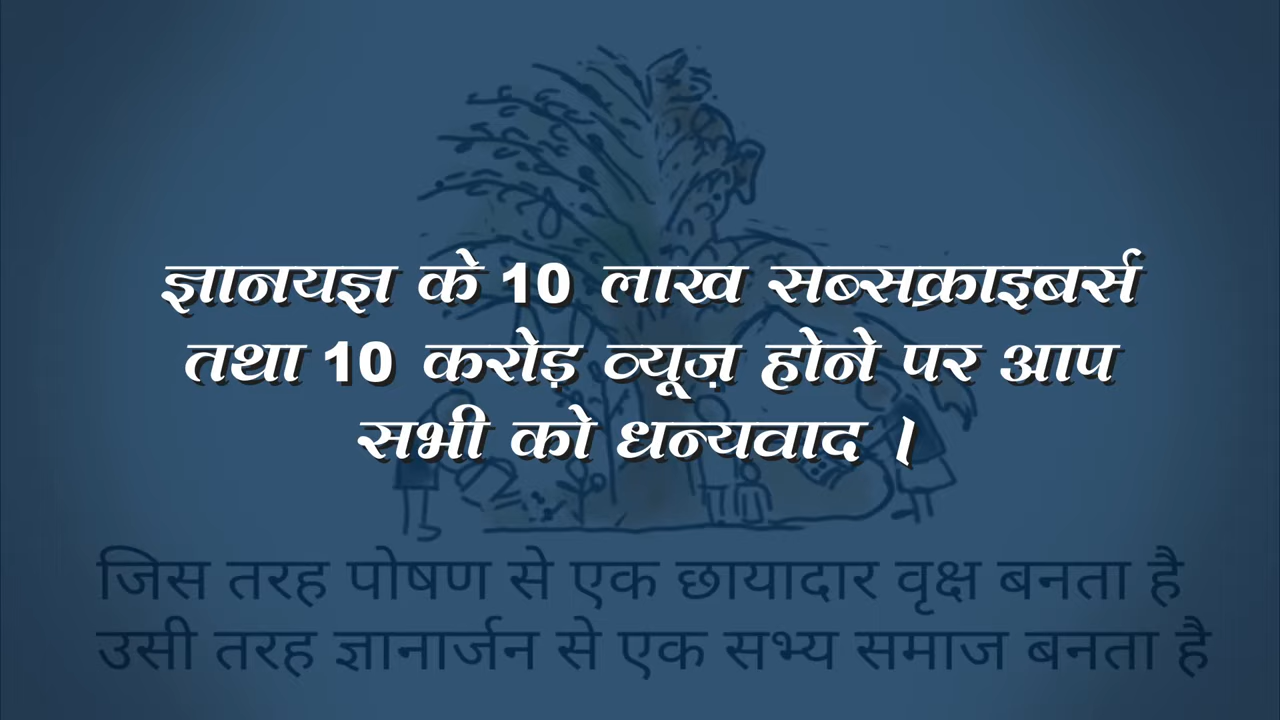 ज्ञानयज्ञ के 10 लाख सब्सक्राइबर्स
तथा 10 करोड़ व्यूज़ होने पर आप
सभी को धन्यवाद ।
जिस तरह पोषण से एक छायादार वृक्ष बनता है
उसी तरह ज्ञानार्जन से एक सभ्य समाज बनता है